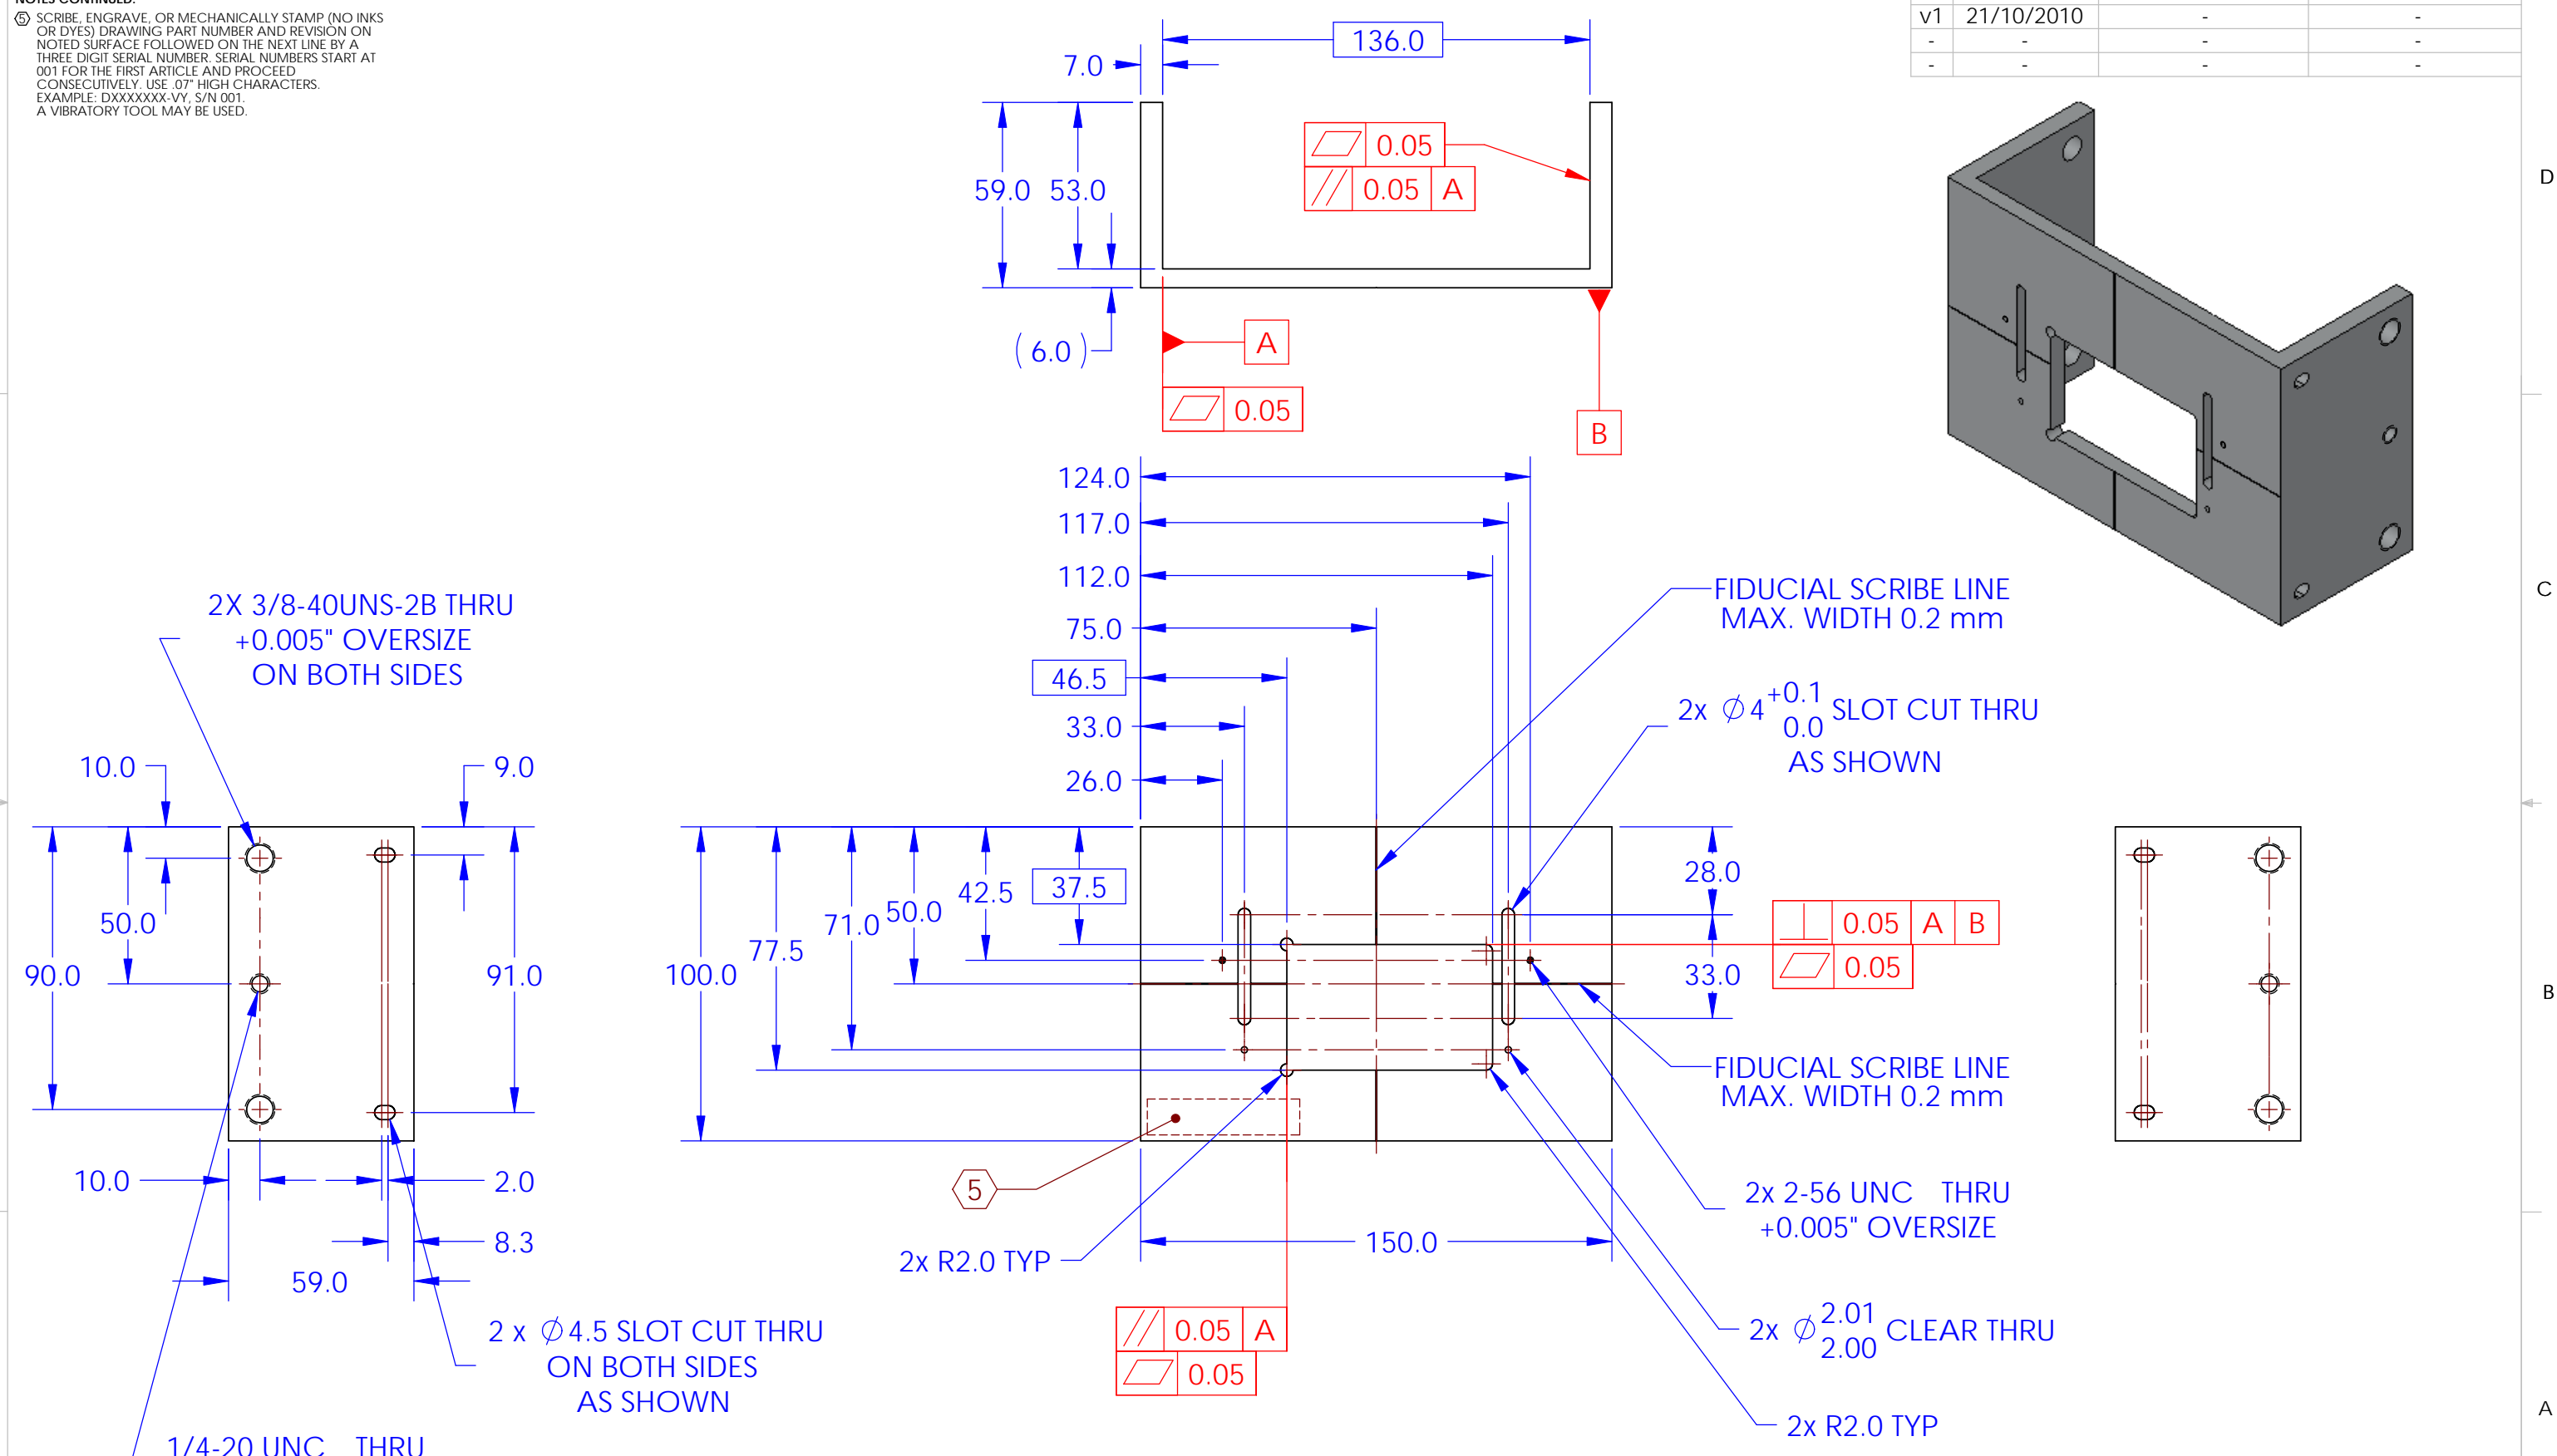 NOTES CONTINUED:
5 SCRIBE, ENGRAVE, OR MECHANICALLY STAMP (NO INKS
OR DYES) DRAWING PART NUMBER AND REVISION ON
NOTED SURFACE FOLLOWED ON THE NEXT LINE BY A
THREE DIGIT SERIAL NUMBER. SERIAL NUMBERS START AT
001 FOR THE FIRST ARTICLE AND PROCEED
CONSECUTIVELY. USE .07" HIGH CHARACTERS.
EXAMPLE: DXXXXXXX-VY, S/N 001.
A VIBRATORY TOOL MAY BE USED.
v1 21/10/2010 - -
- - - -
- - - -
136.0
7.0
59.0 53.0
(6.0)
⏥ 0.05
// 0.05 A
A
⏥ 0.05
B
D
C
B
A
124.0
117.0
112.0
75.0
46.5
33.0
26.0
FIDUCIAL SCRIBE LINE
MAX. WIDTH 0.2 mm
2x ∅4 +0.1
0.0 SLOT CUT THRU
AS SHOWN
2X 3/8-40UNS-2B THRU
+0.005" OVERSIZE
ON BOTH SIDES
10.0
9.0
50.0
90.0
91.0
10.0
2.0
8.3
59.0
2 x ∅4.5 SLOT CUT THRU
ON BOTH SIDES
AS SHOWN
1/4-20 UNC THRU
100.0
77.5
71.0
50.0
42.5
37.5
28.0
33.0
⊥ 0.05 A B
⏥ 0.05
FIDUCIAL SCRIBE LINE
MAX. WIDTH 0.2 mm
5
2x R2.0 TYP
150.0
// 0.05 A
⏥ 0.05
2x 2-56 UNC THRU
+0.005" OVERSIZE
2x ∅ 2.01
2.00 CLEAR THRU
2x R2.0 TYP